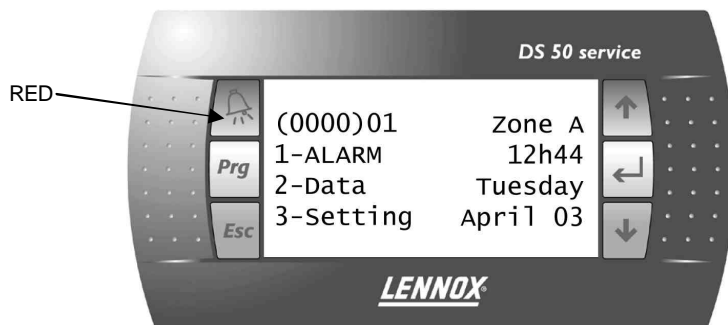 DS 50 service
RED
(0000)01 Zone A
1-ALARM 12h44
Prg
2-Data Tuesday
3-Setting April 03
Esc
LENNOX